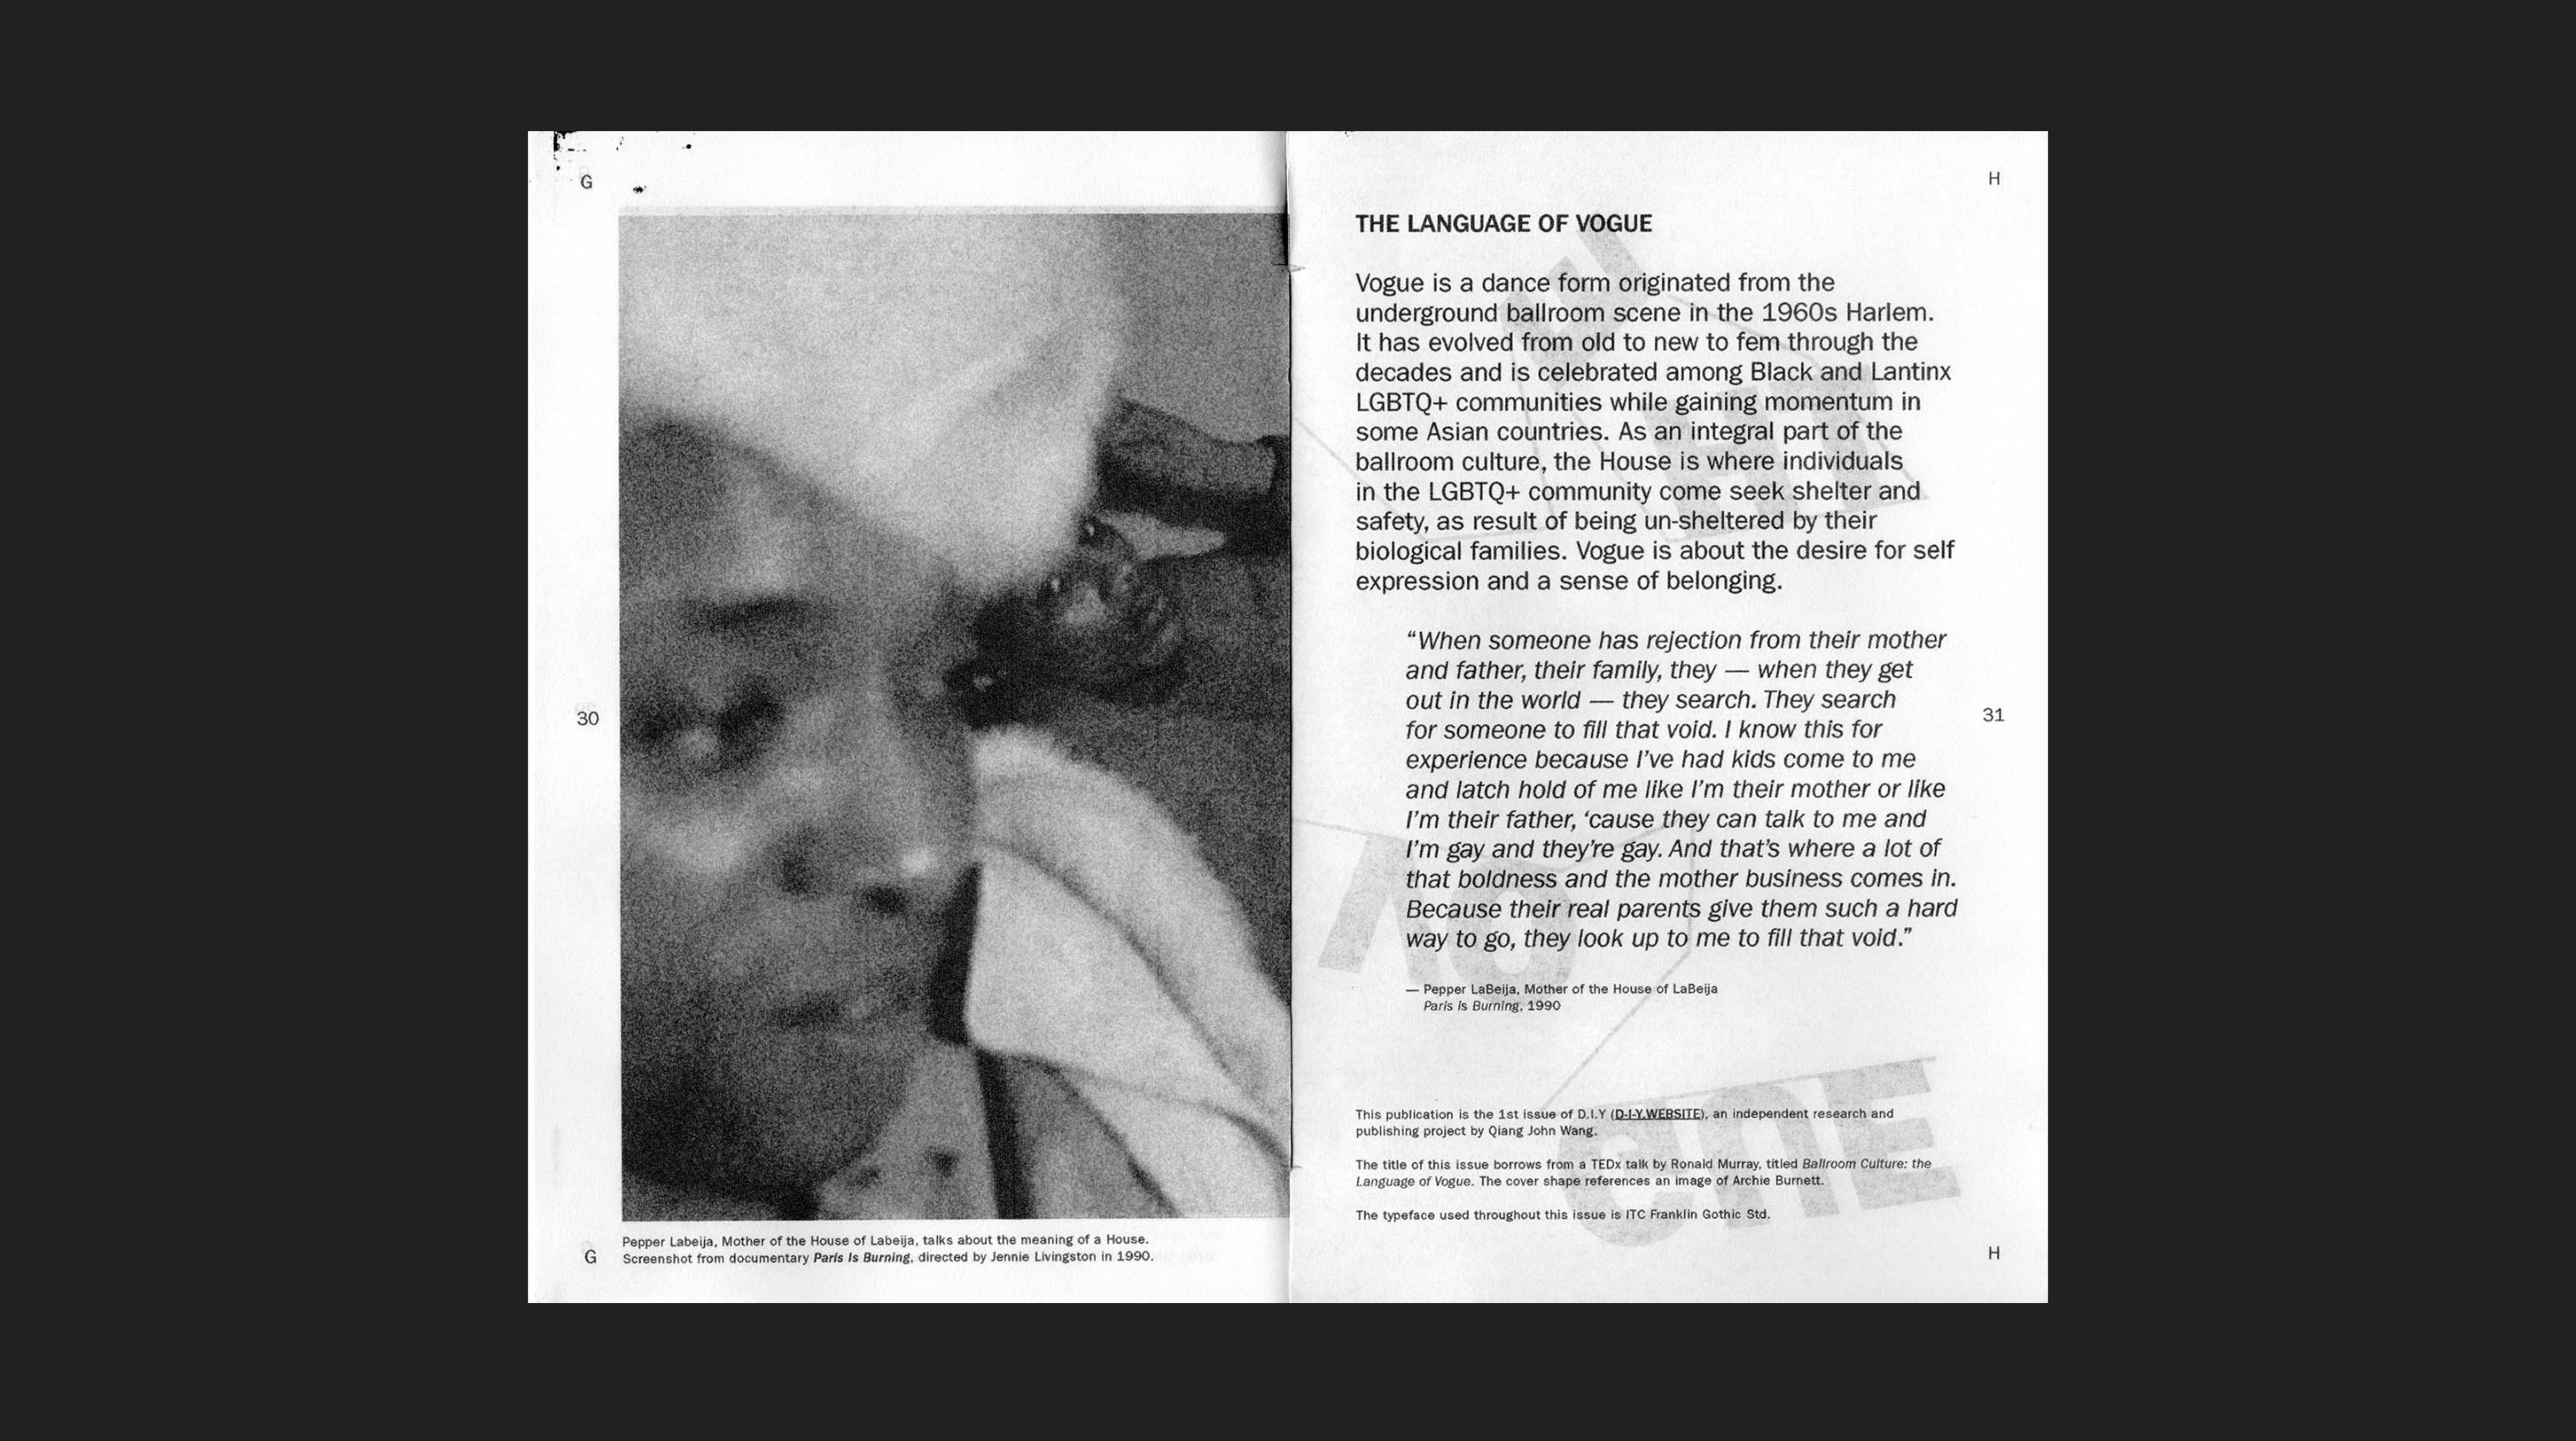 G
30
G
Pepper Labeija, Mother of the House of Labeija, talks about the meaning of a House.
Screenshot from documentary Paris Is Burning, directed by Jennie Livingston in 1990.
H
THE LANGUAGE OF VOGUE
Vogue is a dance form originated from the
underground ballroom scene in the 1960s Harlem.
It has evolved from old to new to fem through the
decades and is celebrated among Black and Lantinx
LGBTQ+ communities while gaining momentum in
some Asian countries. As an integral part of the
ballroom culture, the House is where individuals
in the LGBTQ+ community come seek shelter and
safety, as result of being un-sheltered by their
biological families. Vogue is about the desire for self
expression and a sense of belonging.
“When someone has rejection from their mother
and father, their family, they — when they get
out in the world — they search. They search
for someone to fill that void. I know this for
experience because I’ve had kids come to me
and latch hold of me like I’m their mother or like
I’m their father, ‘cause they can talk to me and
I’m gay and they’re gay. And that’s where a lot of
that boldness and the mother business comes in.
Because their real parents give them such a hard
way to go, they look up to me to fill that void.”
— Pepper LaBeija, Mother of the House of LaBeija
Paris Is Burning, 1990
31
This publication is the 1st issue of D.I.Y (D-I-Y.WEBSITE), an independent research and
publishing project by Qiang John Wang.
The title of this issue borrows from a TEDx talk by Ronald Murray, titled Ballroom Culture: the
Language of Vogue. The cover shape references an image of Archie Burnett.
The typeface used throughout this issue is ITC Franklin Gothic Std.
H